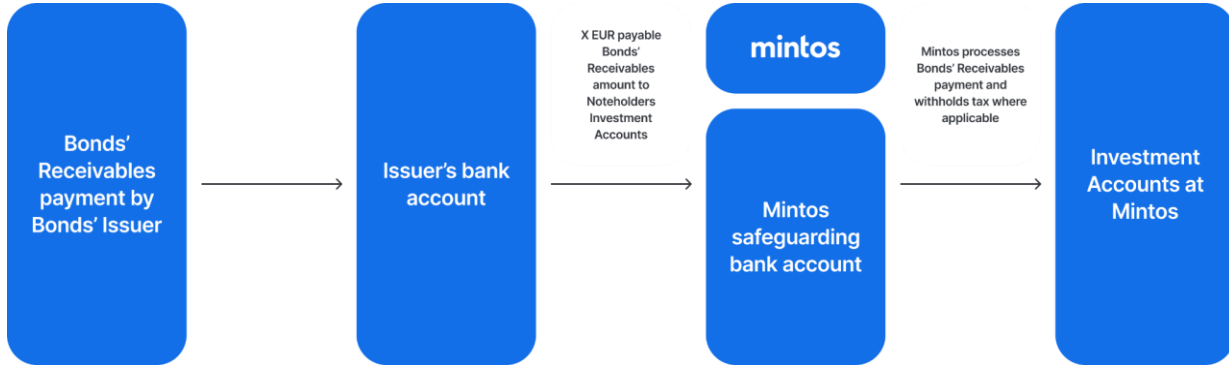 Bonds’
Receivables
payment by
Bonds’ Issuer
Issuer’s bank
account
X EUR payable
Bonds’
Receivables
amount to
Noteholders
Investment
Accounts
mintos
Mintos
safeguarding
bank account
Mintos processes
Bonds’ Receivables
payment and
withholds tax where
applicable
Investment
Accounts at
Mintos